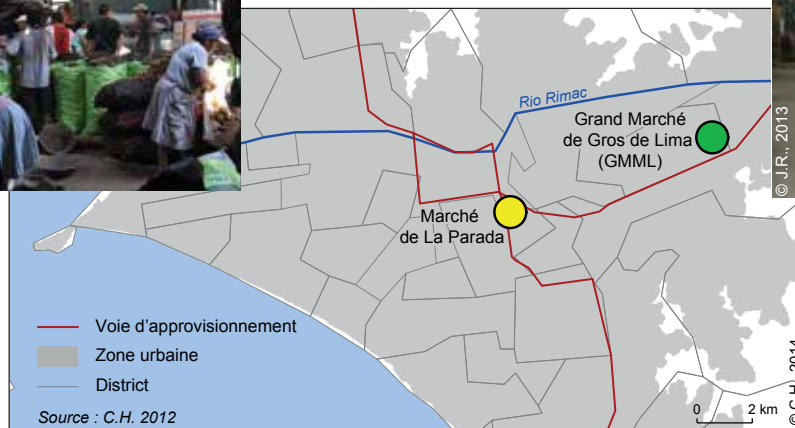 Rio Rimac
Grand Marché
de Gros de Lima
(GMML)
© J.R., 2013
Marché
de La Parada
Voie d'approvisionnement
Zone urbaine
District
Source : C.H. 2012
0 2 km
© C.H. 2014